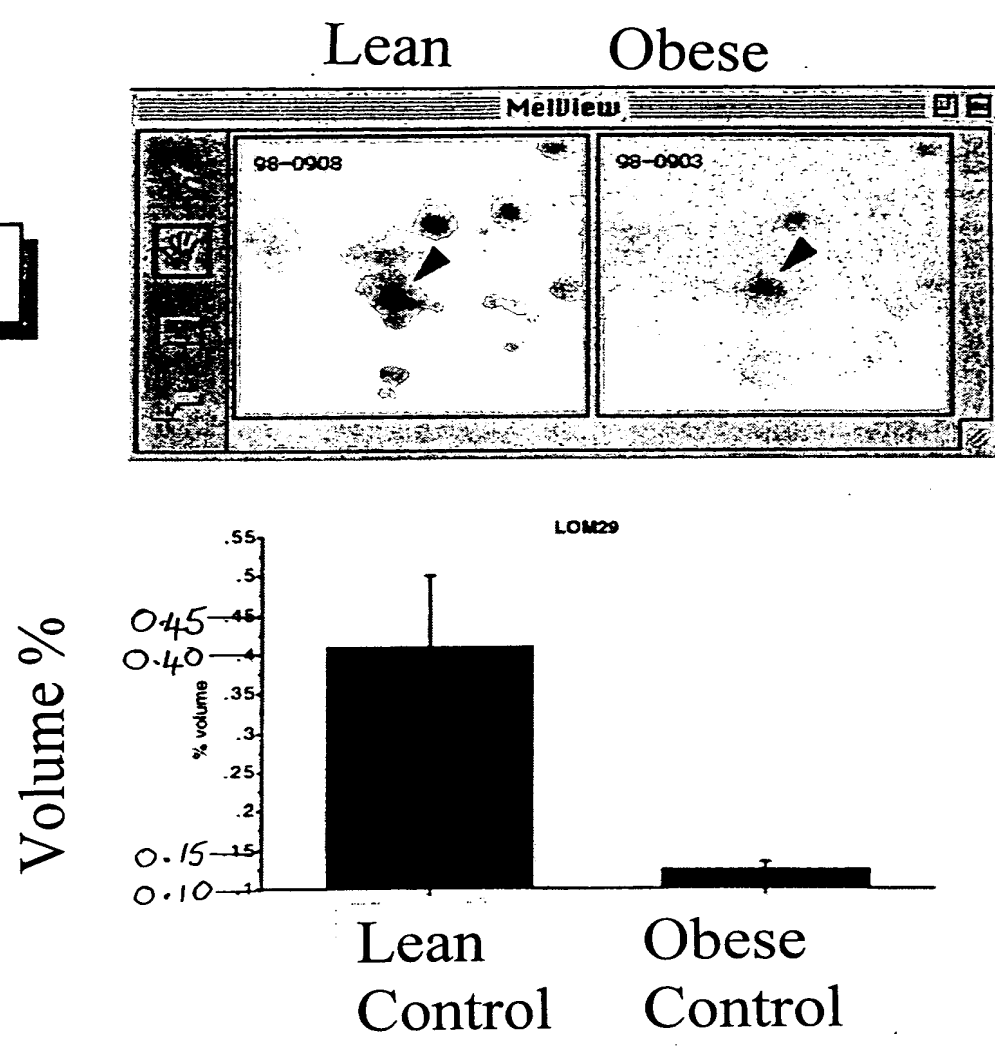 Lean Obese
MelView
98-0908 98-0903
LOM29
.55
.5
0.45 .45
0.40 .4
.35
.3
.25
.2
0.15 .15
0.10 .1
% volume
Volume %
Lean Control
Obese Control